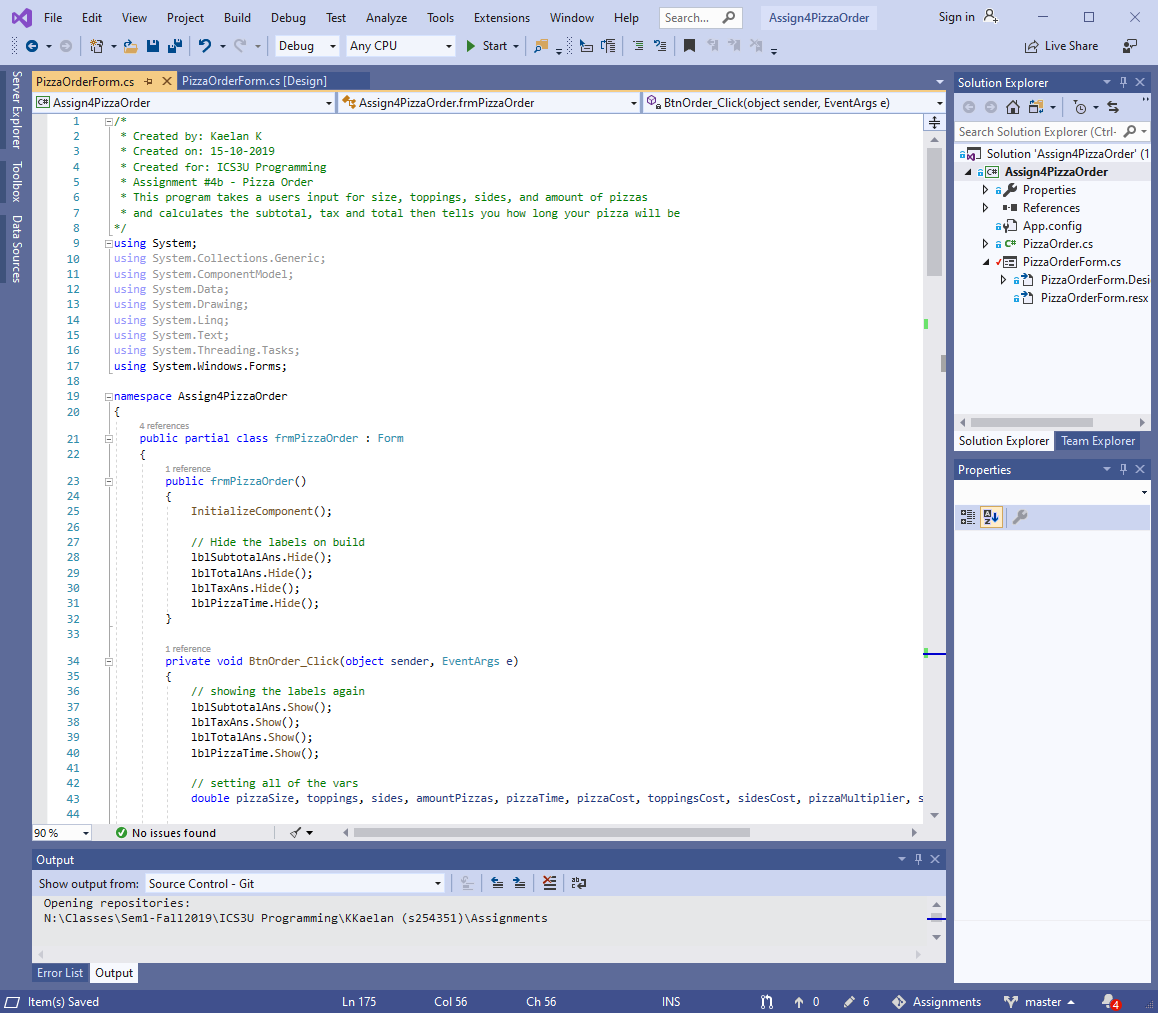 File Edit View Project Build Debug Test Analyze Tools Extensions Window Help Search... Assign4PizzaOrder Sign in
Debug Any CPU Start Live Share
Server Explorer
Toolbox
Data Sources
PizzaOrderForm.cs PizzaOrderForm.cs [Design]
C# Assign4PizzaOrder Assign4PizzaOrder.frmPizzaOrder BtnOrder_Click(object sender, EventArgs e)
1 /*
2 * Created by: Kaelan K
3 * Created on: 15-10-2019
4 * Created for: ICS3U Programming
5 * Assignment #4b - Pizza Order
6 * This program takes a users input for size, toppings, sides, and amount of pizzas
7 * and calculates the subtotal, tax and total then tells you how long your pizza will be
8 */
9 using System;
10 using System.Collections.Generic;
11 using System.ComponentModel;
12 using System.Data;
13 using System.Drawing;
14 using System.Linq;
15 using System.Text;
16 using System.Threading.Tasks;
17 using System.Windows.Forms;
18
19 namespace Assign4PizzaOrder
20 {
4 references
21 public partial class frmPizzaOrder : Form
22 {
1 reference
23 public frmPizzaOrder()
24 {
25 InitializeComponent();
26
27 // Hide the labels on build
28 lblSubtotalAns.Hide();
29 lblTotalAns.Hide();
30 lblTaxAns.Hide();
31 lblPizzaTime.Hide();
32 }
33
1 reference
34 private void BtnOrder_Click(object sender, EventArgs e)
35 {
36 // showing the labels again
37 lblSubtotalAns.Show();
38 lblTaxAns.Show();
39 lblTotalAns.Show();
40 lblPizzaTime.Show();
41
42 // setting all of the vars
43 double pizzaSize, toppings, sides, amountPizzas, pizzaTime, pizzaCost, toppingsCost, sidesCost, pizzaMultiplier, s
44
90 % No issues found
Output
Show output from: Source Control - Git
Opening repositories:
N:\Classes\Sem1-Fall2019\ICS3U Programming\KKaelan (s254351)\Assignments
Error List Output
Solution Explorer
Search Solution Explorer (Ctrl-
Solution 'Assign4PizzaOrder' (1
C# Assign4PizzaOrder
Properties
References
App.config
C# PizzaOrder.cs
PizzaOrderForm.cs
PizzaOrderForm.Desi
PizzaOrderForm.resx
Solution Explorer Team Explorer
Properties
Item(s) Saved Ln 175 Col 56 Ch 56 INS 0 6 Assignments master 4